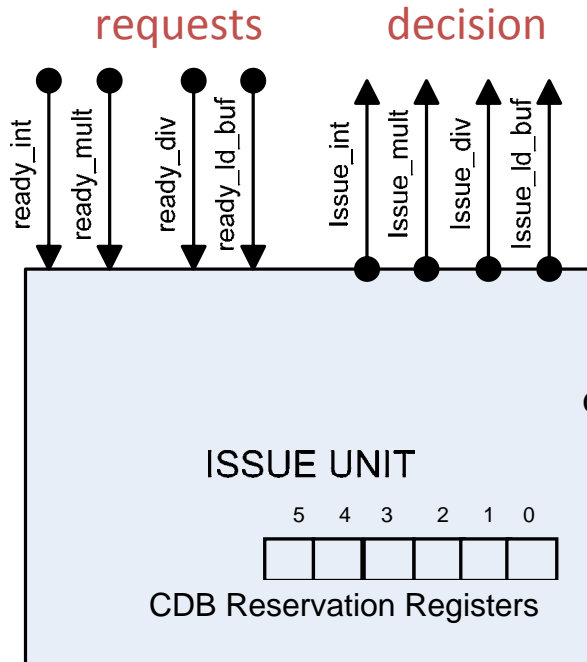 requests
decision
ready_int
ready_mult
ready_div
ready_ld_buf
Issue_int
Issue_mult
Issue_div
Issue_ld_buf
ISSUE UNIT
5 4 3 2 1 0
CDB Reservation Registers